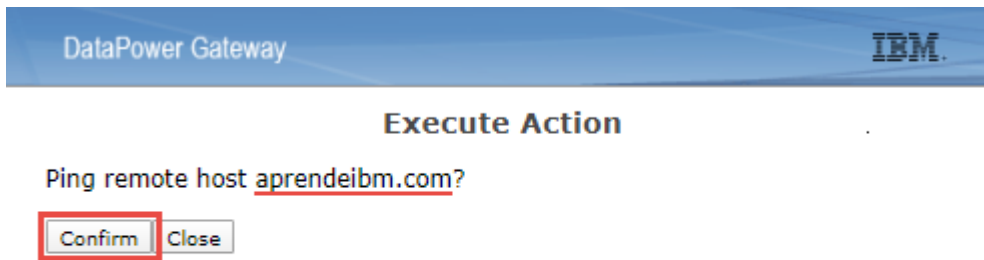 DataPower Gateway IBM.
Execute Action .
Ping remote host aprendeibm.com?
Confirm Close